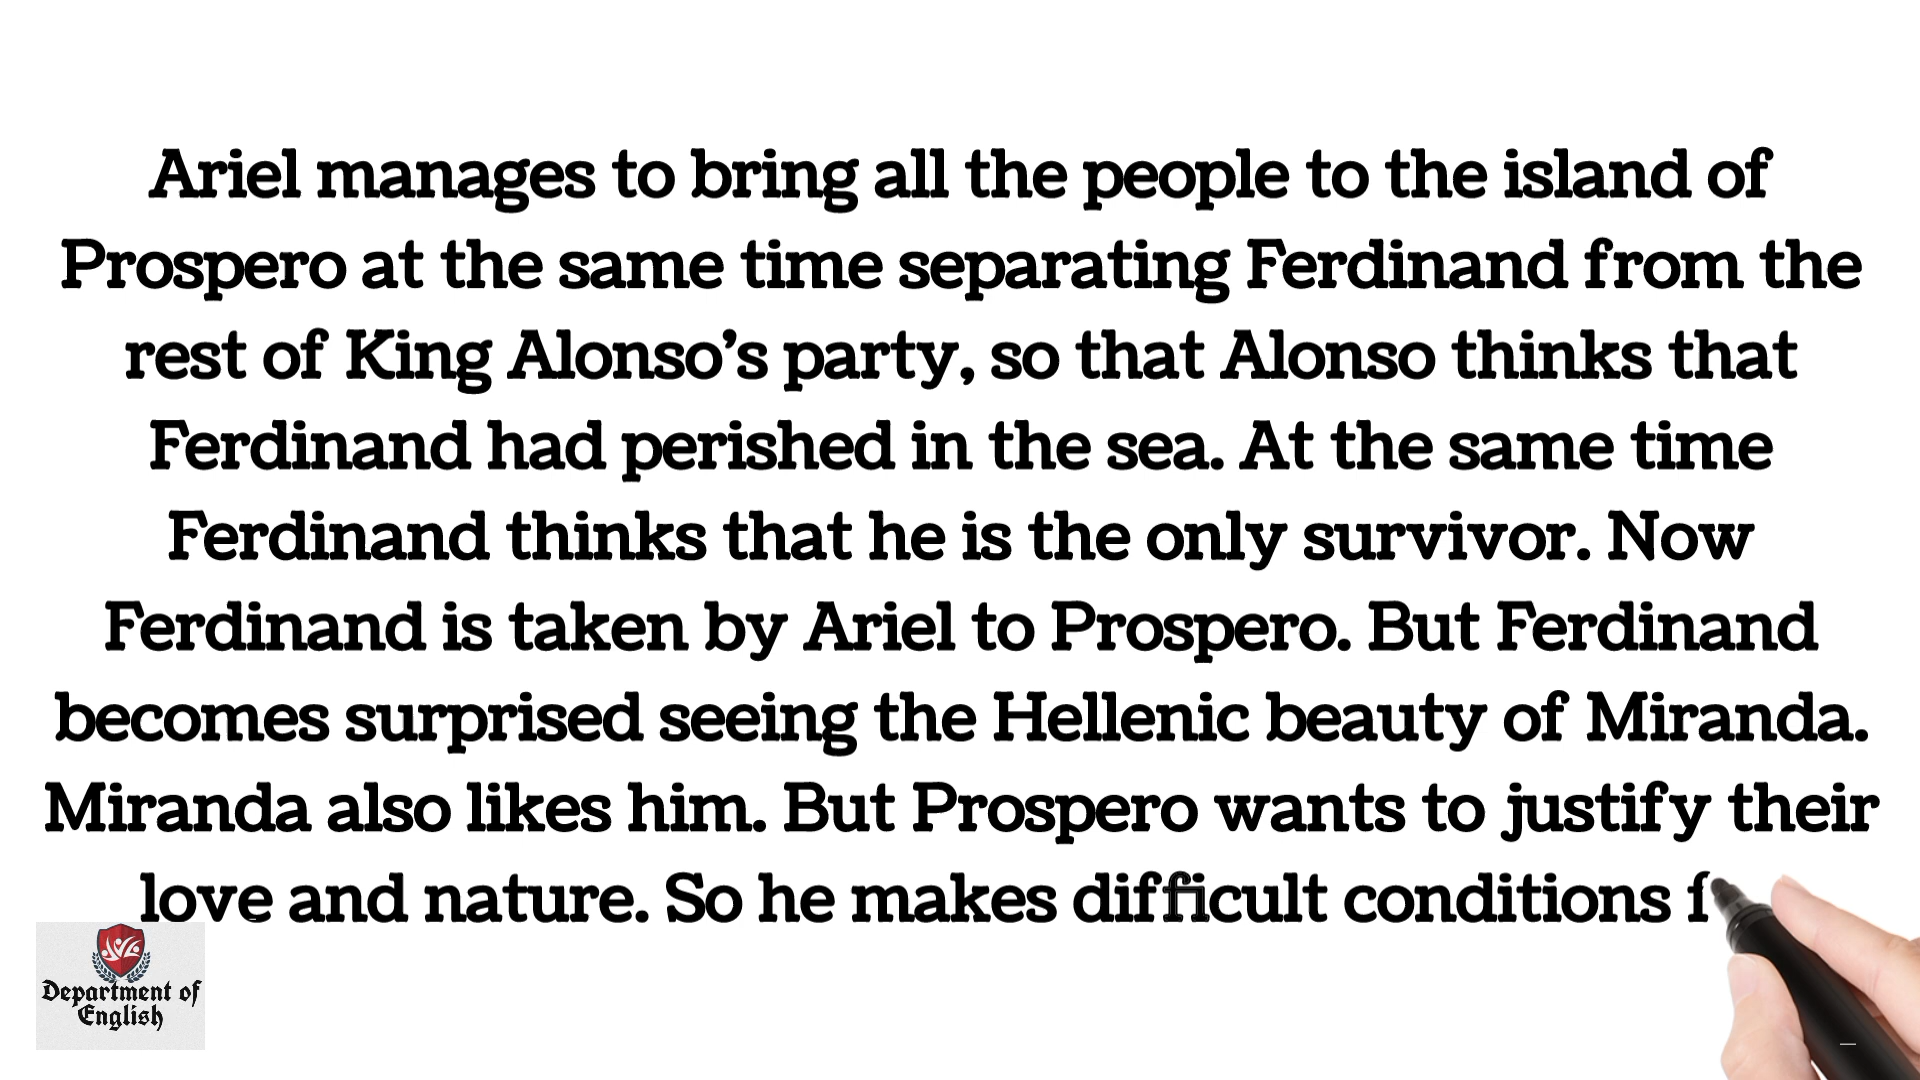 Ariel manages to bring all the people to the island of
Prospero at the same time separating Ferdinand from the
rest of King Alonso’s party, so that Alonso thinks that
Ferdinand had perished in the sea. At the same time
Ferdinand thinks that he is the only survivor. Now
Ferdinand is taken by Ariel to Prospero. But Ferdinand
becomes surprised seeing the Hellenic beauty of Miranda.
Miranda also likes him. But Prospero wants to justify their
love and nature. So he makes difficult conditions f
Department of
English